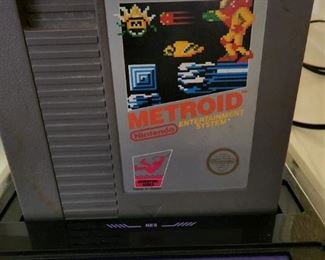 METROID
Nintendo
ENTERTAINMENT
SYSTEM
NES